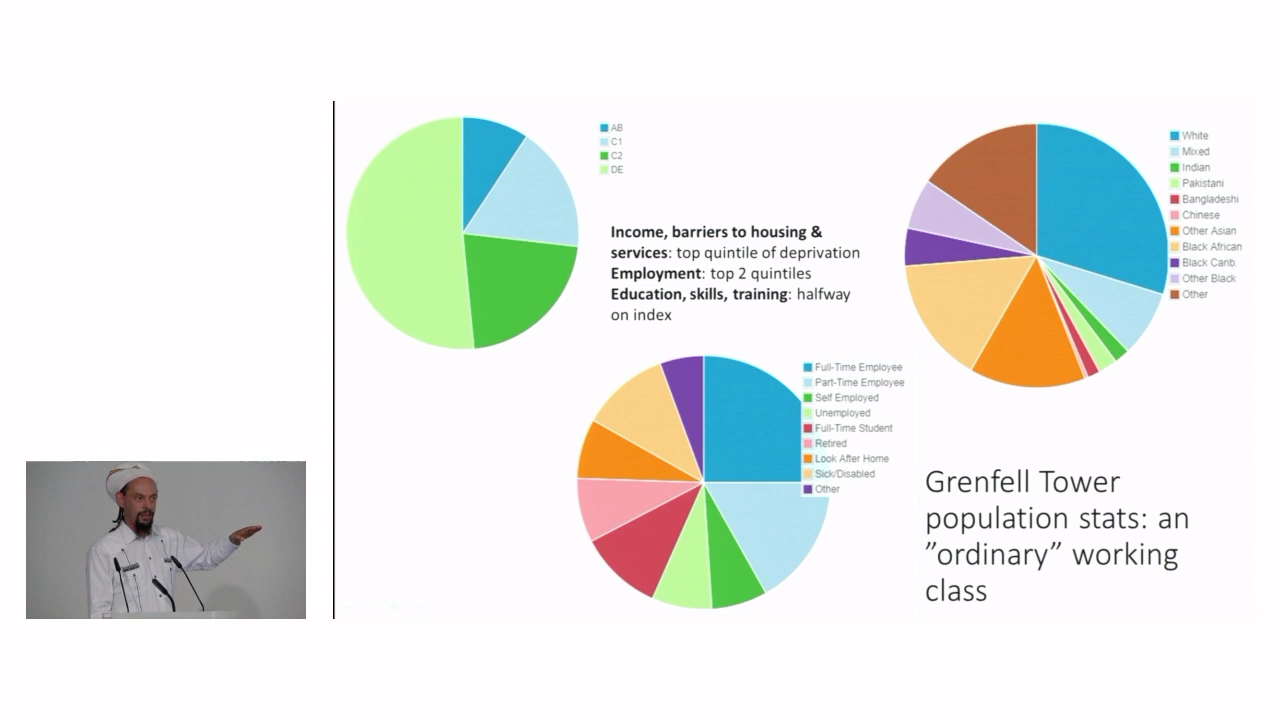 AB
C1
C2
DE
Income, barriers to housing &
services: top quintile of deprivation
Employment: top 2 quintiles
Education, skills, training: halfway
on index
White
Mixed
Indian
Pakistani
Bangladeshi
Chinese
Other Asian
Black African
Black Carib.
Other Black
Other
Full-Time Employee
Part-Time Employee
Self Employed
Unemployed
Full-Time Student
Retired
Look After Home
Sick/Disabled
Other
Grenfell Tower
population stats: an
”ordinary” working
class